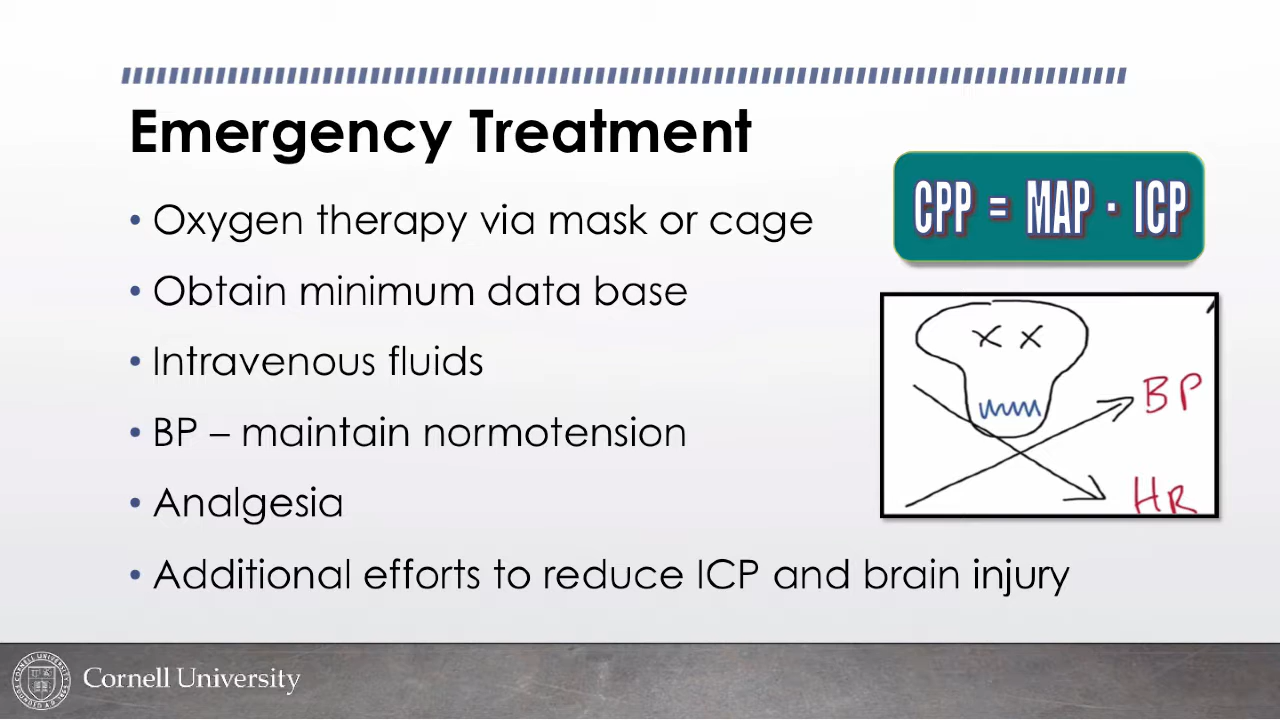 Emergency Treatment
• Oxygen therapy via mask or cage
• Obtain minimum data base
• Intravenous fluids
• BP – maintain normotension
• Analgesia
• Additional efforts to reduce ICP and brain injury
CPP = MAP - ICP
BP
HR
Cornell University